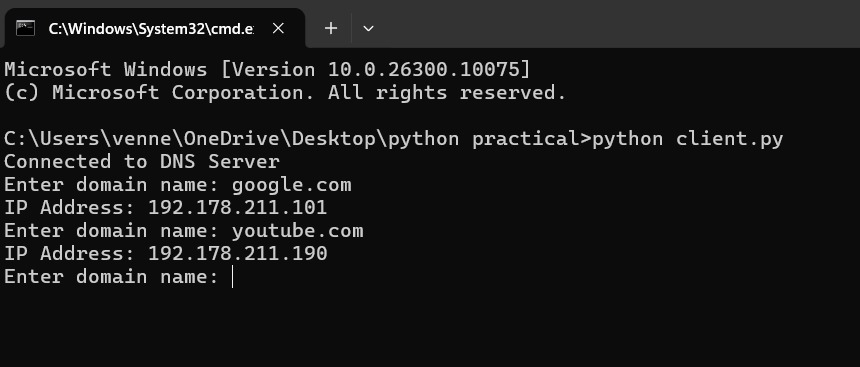 C:\Windows\System32\cmd.e
Microsoft Windows [Version 10.0.26300.10075]
(c) Microsoft Corporation. All rights reserved.
C:\Users\venne\OneDrive\Desktop\python practical>python client.py
Connected to DNS Server
Enter domain name: google.com
IP Address: 192.178.211.101
Enter domain name: youtube.com
IP Address: 192.178.211.190
Enter domain name: